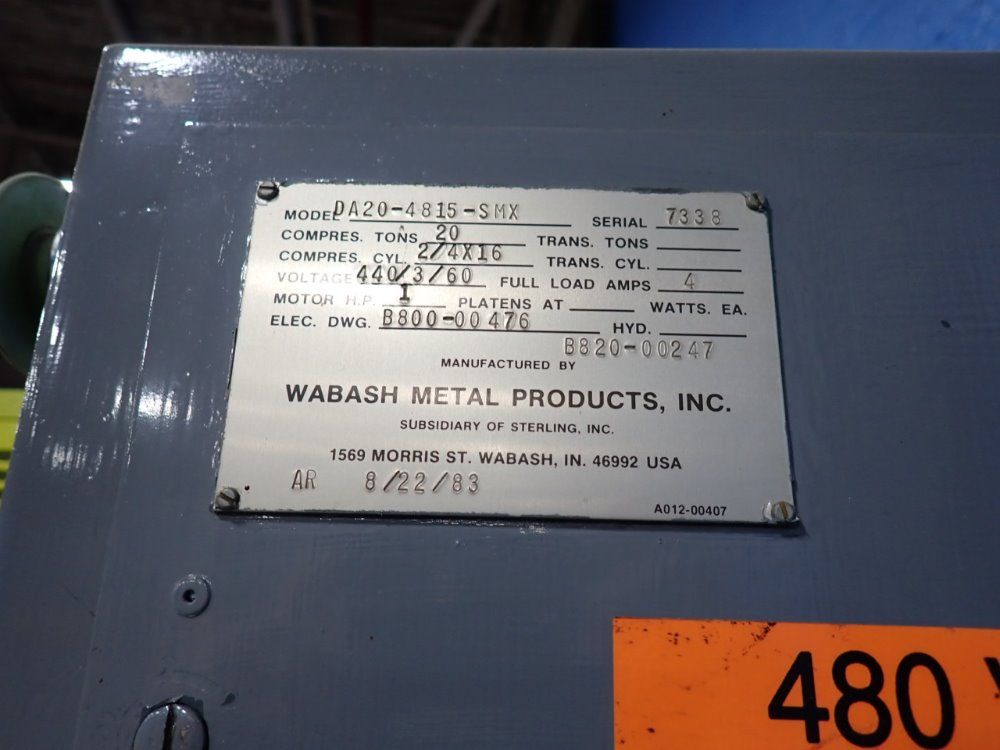 MODEL DA20-4815-SMX SERIAL 7338
COMPRES. TONS 20 TRANS. TONS
COMPRES. CYL. 2/4X16 TRANS. CYL.
VOLTAGE 440/3/60 FULL LOAD AMPS 4
MOTOR H.P. 1 PLATENS AT WATTS. EA.
ELEC. DWG. B800-00476 HYD.
B820-00247
MANUFACTURED BY
WABASH METAL PRODUCTS, INC.
SUBSIDIARY OF STERLING, INC.
1569 MORRIS ST. WABASH, IN. 46992 USA
AR 8/22/83
A012-00407
480 V